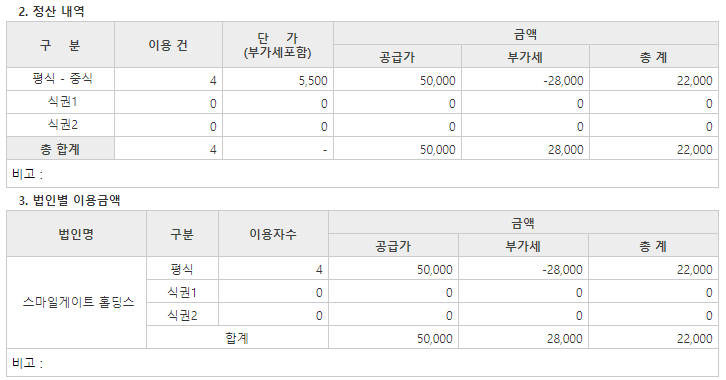 2. 정산 내역
구 분 이용 건 단 가 (부가세포함) 금액
공급가 부가세 총 계
평식 - 중식 4 5,500 50,000 -28,000 22,000
식권1 0 0 0 0 0
식권2 0 0 0 0 0
총 합계 4 - 50,000 28,000 22,000
비고 :
3. 법인별 이용금액
법인명 구분 이용자수 금액
공급가 부가세 총 계
스마일게이트 홀딩스 평식 4 50,000 -28,000 22,000
식권1 0 0 0 0
식권2 0 0 0 0
합계 50,000 28,000 22,000
비고 :